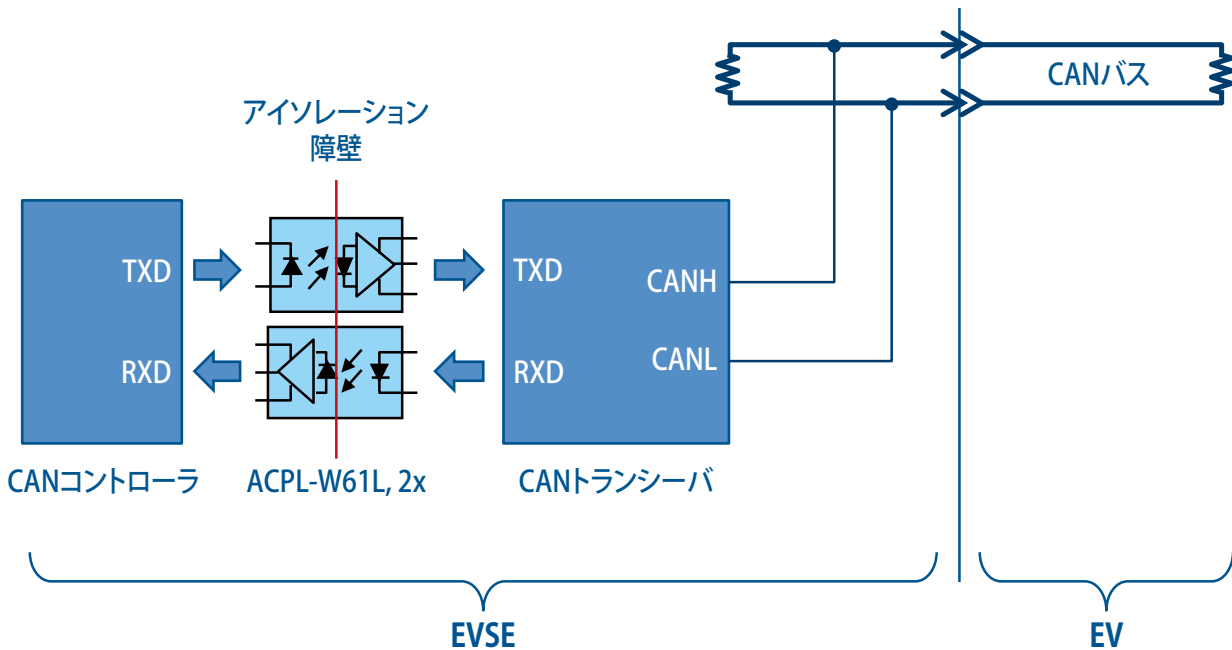 CANバス
アイソレーション
障壁
TXD
RXD
TXD
RXD
CANH
CANL
CANコントローラ
ACPL-W61L, 2x
CANトランシーバ
EVSE
EV